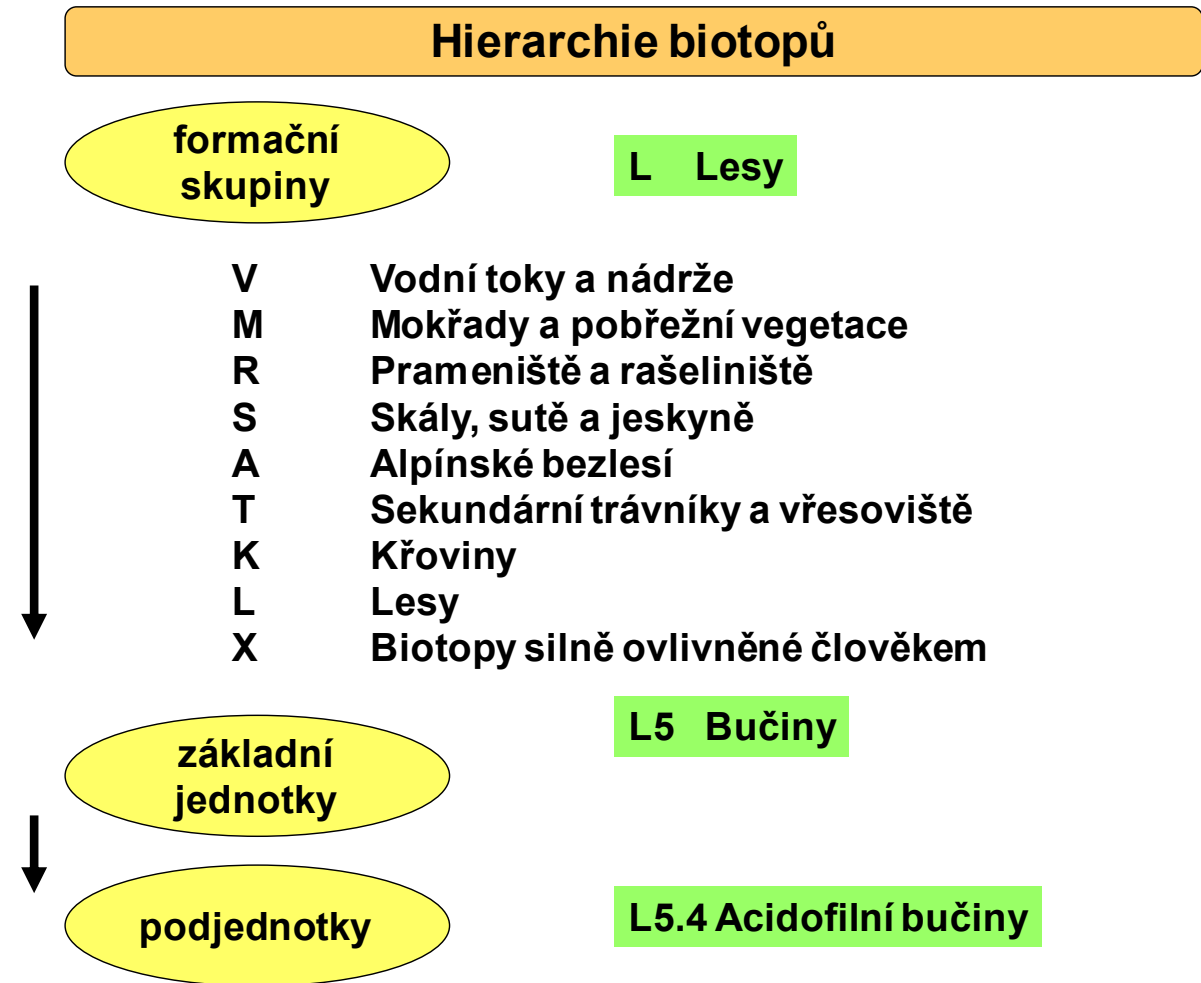 Hierarchie biotopů
formační
skupiny
L Lesy
V Vodní toky a nádrže
M Mokřady a pobřežní vegetace
R Prameniště a rašeliniště
S Skály, sutě a jeskyně
A Alpínské bezlesí
T Sekundární trávníky a vřesoviště
K Křoviny
L Lesy
X Biotopy silně ovlivněné člověkem
L5 Bučiny
základní
jednotky
podjednotky
L5.4 Acidofilní bučiny